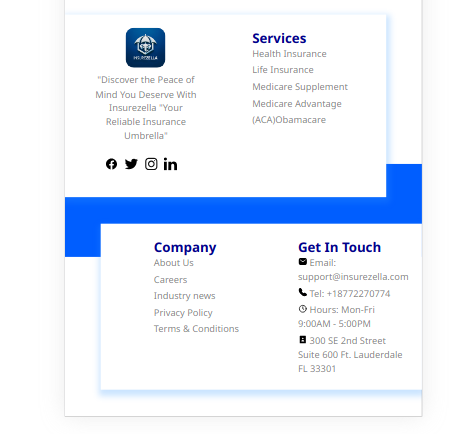 INSUREZELLA
"Discover the Peace of
Mind You Deserve With
Insurezella "Your
Reliable Insurance
Umbrella"
Services
Health Insurance
Life Insurance
Medicare Supplement
Medicare Advantage
(ACA)Obamacare
Company
About Us
Careers
Industry news
Privacy Policy
Terms & Conditions
Get In Touch
Email:
support@insurezella.com
Tel: +18772270774
Hours: Mon-Fri
9:00AM - 5:00PM
300 SE 2nd Street
Suite 600 Ft. Lauderdale
FL 33301